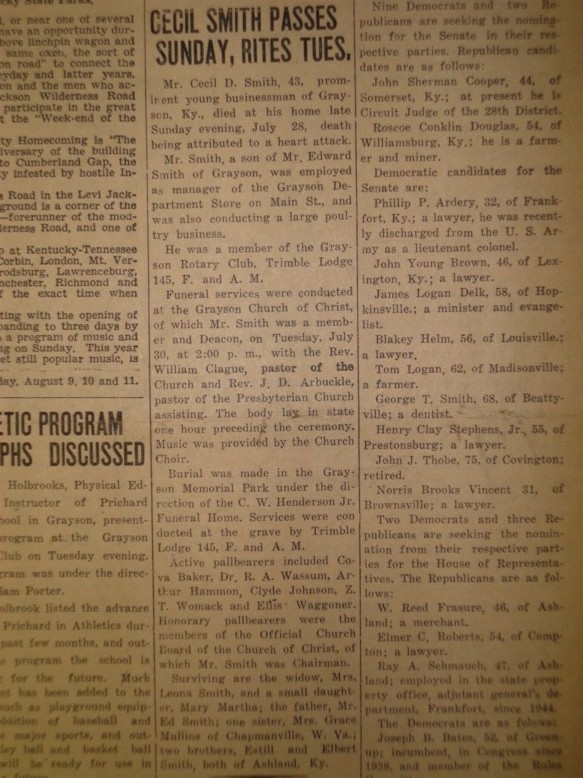 cky State Parks,
l, or near one of several
have an opportunity dur-
above linchpin wagon and
same oxen, the sort of
on road" to connect the
cyday and latter years.
on and the men who ac-
ckson Wilderness Road
participate in the great
t the "Week-end of the
ty Homecoming is "The
iversary of the building
to Cumberland Gap, the
ty infested by hostile In-
s Road in the Levi Jack-
ground is a corner of the
—forerunner of the mod-
lerness Road, and one of
p at Kentucky-Tennessee
Corbin, London, Mt. Ver-
rodsburg, Lawrenceburg,
nchester, Richmond and
f the exact time when
ting with the opening of
panding to three days by
a program of music and
ng on Sunday. This year
et still popular music, is
day, August 9, 10 and 11.
ETIC PROGRAM
PHS DISCUSSED
Holbrooks, Physical Ed-
Instructor of Prichard
hool in Grayson, present-
program at the Grayson
Club on Tuesday evening.
gram was under the direc-
Sam Porter.
olbrook listed the advance
Prichard in Athletics dur-
past few months, and out-
e program the school is
for the future. Much
nt has been added to the
such as playground equip-
ddition of baseball and
major sports, and out-
ley ball and basket ball
will be ready for use in
future.
CECIL SMITH PASSES
SUNDAY, RITES TUES.
Mr. Cecil D. Smith, 43, prom-
inent young businessman of Gray-
son, Ky., died at his home late
Sunday evening, July 28, death
being attributed to a heart attack.
Mr. Smith, a son of Mr. Edward
Smith of Grayson, was employed
as manager of the Grayson De-
partment Store on Main St., and
was also conducting a large poul-
try business.
He was a member of the Gray-
son Rotary Club, Trimble Lodge
145, F. and A. M.
Funeral services were conducted
at the Grayson Church of Christ,
of which Mr. Smith was a memb-
er and Deacon, on Tuesday, July
30, at 2:00 p. m., with the Rev.
William Clague, pastor of the
Church and Rev. J. D. Arbuckle,
pastor of the Presbyterian Church
assisting. The body lay in state
one hour preceding the ceremony.
Music was provided by the Church
Choir.
Burial was made in the Gray-
son Memorial Park under the di-
rection of the C. W. Henderson Jr.
Funeral Home. Services were con
ducted at the grave by Trimble
Lodge 145, F. and A. M.
Active pallbearers included Co-
va Baker, Dr, R. A. Wassum, Ar-
thur Hammon, Clyde Johnson, Z.
T. Womack and Ellis Waggoner.
Honorary pallbearers were the
members of the Official Church
Board of the Church of Christ, of
which Mr. Smith was Chairman.
Surviving are the widow, Mrs.
Leona Smith, and a small daught-
er, Mary Martha; the father, Mr.
Ed Smith; one sister, Mrs. Grace
Mullins of Chapmanville, W. Va.;
two brothers, Estill and Elbert
Smith, both of Ashland, Ky.
Nine Democrats and two Re-
publicans are seeking the nomina-
tion for the Senate in their res-
pective parties. Republican candi-
dates are as follows:
John Sherman Cooper, 44, of
Somerset, Ky.; at present he is
Circuit Judge of the 28th District.
Roscoe Conklin Douglas, 54, of
Williamsburg, Ky.; he is a farm-
er and miner.
Democratic candidates for the
Senate are:
Phillip P. Ardery, 32, of Frank-
fort, Ky.; a lawyer, he was recent-
ly discharged from the U. S. Ar-
my as a lieutenant colonel.
John Young Brown, 46, of Lex-
ington, Ky.; a lawyer.
James Logan Delk, 58, of Hop-
kinsville.; a minister and evange-
list.
Blakey Helm, 56, of Louisville.;
a lawyer.
Tom Logan, 62, of Madisonville;
a farmer.
George T. Smith, 68, of Beatty-
ville; a dentist.
Henry Clay Stephens, Jr., 55, of
Prestonsburg; a lawyer.
John J. Thobe, 75, of Covington;
retired.
Norris Brooks Vincent 31, of
Brownsville; a lawyer.
Two Democrats and three Re-
publicans are seeking the nomin-
ation from their respective part-
ies for the House of Representa-
tives. The Republicans are as fol-
lows:
W. Reed Frasure, 46, of Ash-
land; a merchant.
Elmer C, Roberts, 54, of Comp-
ton; a lawyer.
Ray A. Schmauch, 47, of Ash-
land; employed in the state prop-
erty office, adjutant general's de-
partment, Frankfort, since 1944.
The Democrats are as follows:
Joseph B. Bates, 52, of Green-
up; incumbent, in Congress since
1938, and member of the Rules